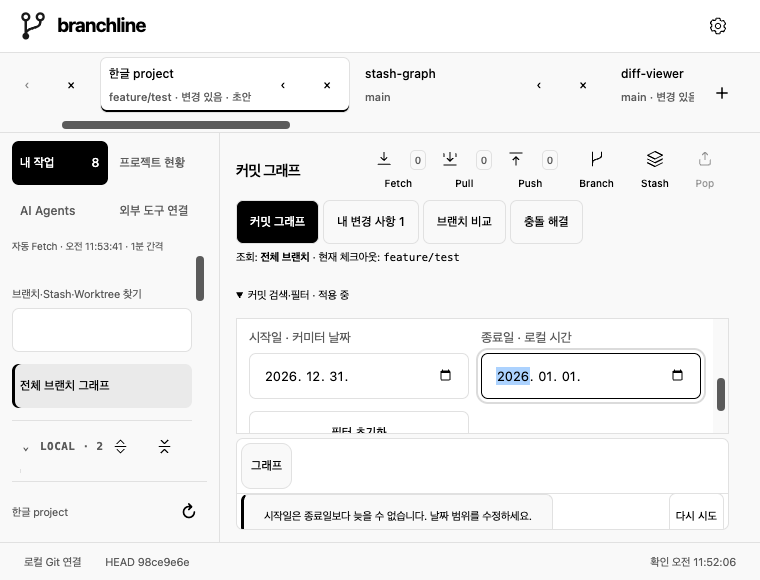 branchline
한글 project
feature/test · 변경 있음 · 초안
stash-graph
main
diff-viewer
main · 변경 있음
내 작업 8
프로젝트 현황
AI Agents
외부 도구 연결
자동 Fetch · 오전 11:53:41 · 1분 간격
브랜치·Stash·Worktree 찾기
전체 브랜치 그래프
LOCAL · 2
한글 project
커밋 그래프
0 0 0
Fetch Pull Push Branch Stash Pop
커밋 그래프 내 변경 사항 1 브랜치 비교 충돌 해결
조회: 전체 브랜치 · 현재 체크아웃: feature/test
▼ 커밋 검색·필터 · 적용 중
시작일 · 커미터 날짜 종료일 · 로컬 시간
2026. 12. 31. 2026. 01. 01.
필터 초기화
그래프
시작일은 종료일보다 늦을 수 없습니다. 날짜 범위를 수정하세요. 다시 시도
로컬 Git 연결 HEAD 98ce9e6e 확인 오전 11:52:06